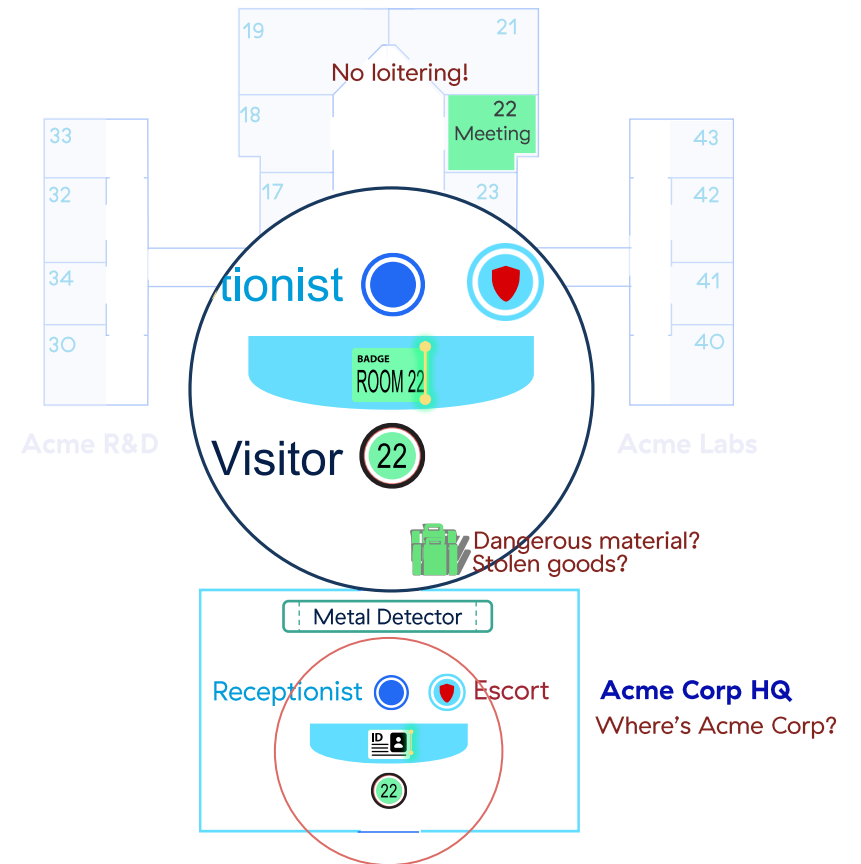 19
21
No loitering!
18
22
Meeting
33
43
32
17
23
42
tionist
34
41
BADGE
ROOM 22
30
40
Acme R&D
Visitor
22
Acme Labs
Dangerous material?
Stolen goods?
Metal Detector
Receptionist
Escort
Acme Corp HQ
Where's Acme Corp?
ID
22